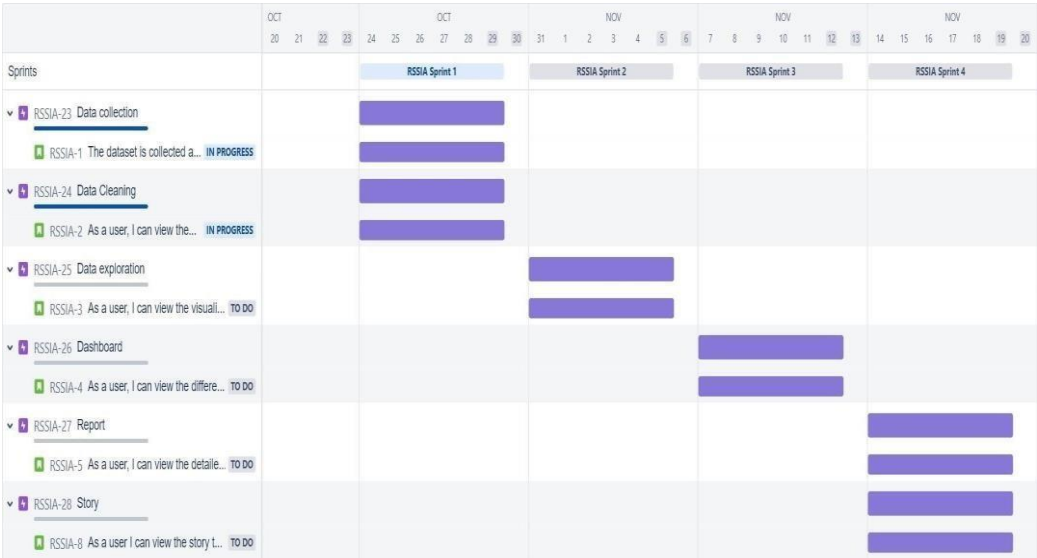 OCT OCT NOV NOV NOV
20 21 22 23 24 25 26 27 28 29 30 31 1 2 3 4 5 6 7 8 9 10 11 12 13 14 15 16 17 18 19 20
Sprints RSSIA Sprint 1 RSSIA Sprint 2 RSSIA Sprint 3 RSSIA Sprint 4
RSSIA-23 Data collection
RSSIA-1 The dataset is collected a... IN PROGRESS
RSSIA-24 Data Cleaning
RSSIA-2 As a user, I can view the... IN PROGRESS
RSSIA-25 Data exploration
RSSIA-3 As a user, I can view the visuali... TO DO
RSSIA-26 Dashboard
RSSIA-4 As a user, I can view the differe... TO DO
RSSIA-27 Report
RSSIA-5 As a user, I can view the detaile... TO DO
RSSIA-28 Story
RSSIA-8 As a user I can view the story t... TO DO